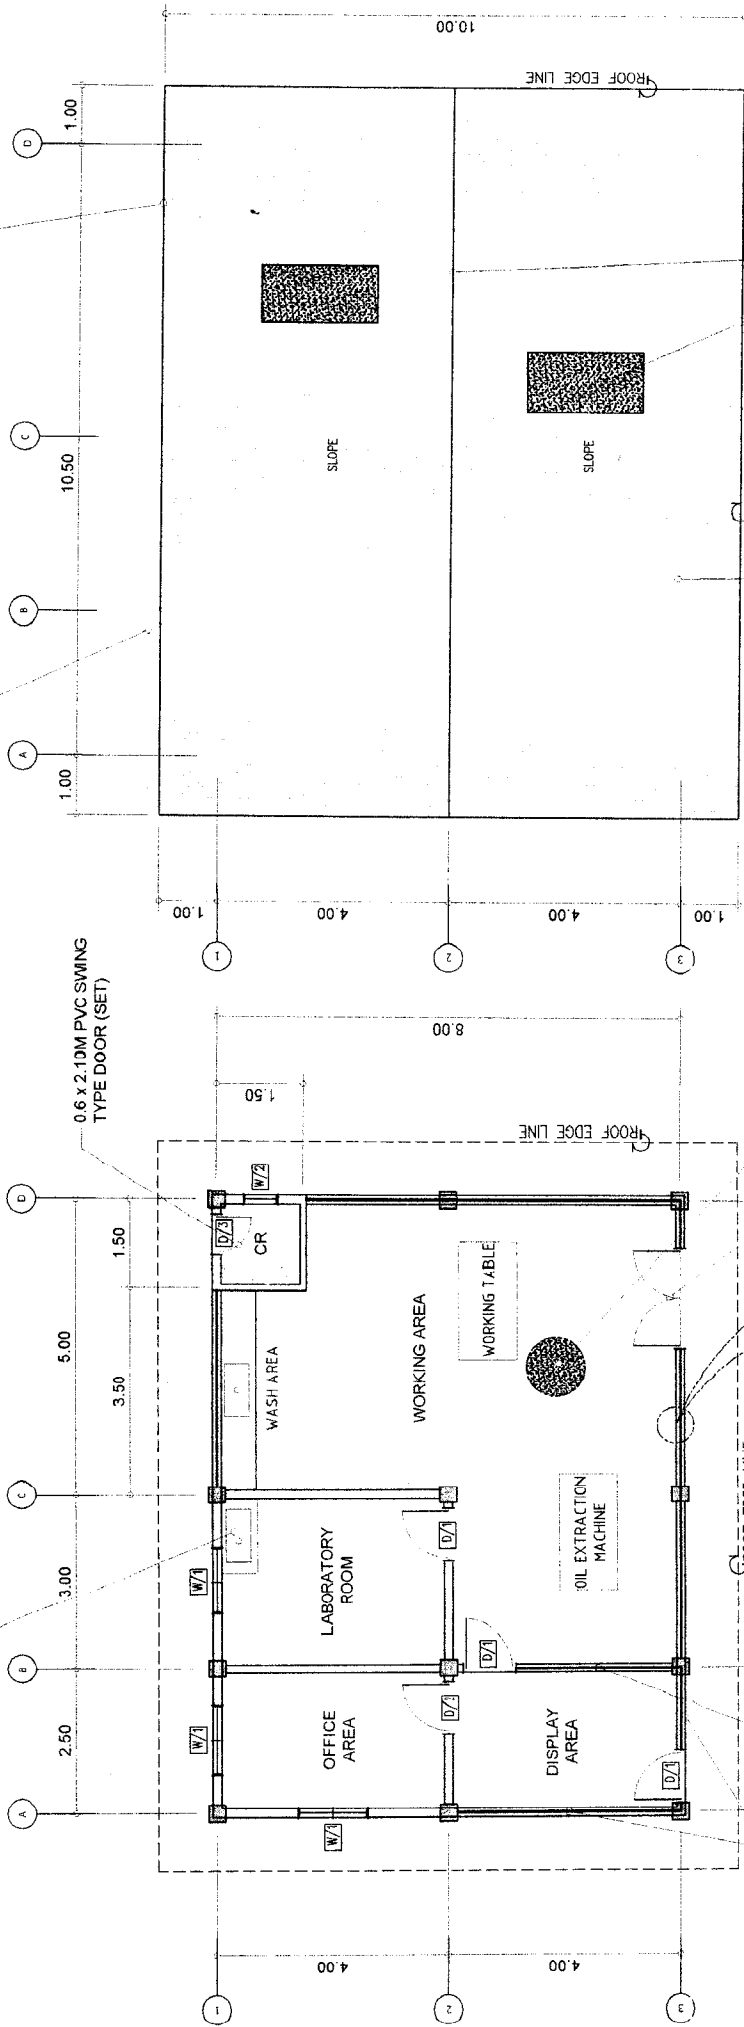 A
B
C
D
2.50
3.00
5.00
3.50
1.50
0.6 x 2.10M PVC SWING
TYPE DOOR (SET)
1
2
3
4.00
4.00
W/1
W/1
W/1
W/2
D/3
CR
WASH AREA
OFFICE
AREA
LABORATORY
ROOM
WORKING AREA
WORKING TABLE
D/1
D/1
D/1
D/1
DISPLAY
AREA
OIL EXTRACTION
MACHINE
1.50
8.00
ROOF EDGE LINE
A
B
C
D
1.00
10.50
1.00
1
2
3
1.00
4.00
4.00
1.00
SLOPE
SLOPE
ROOF EDGE LINE
10.00